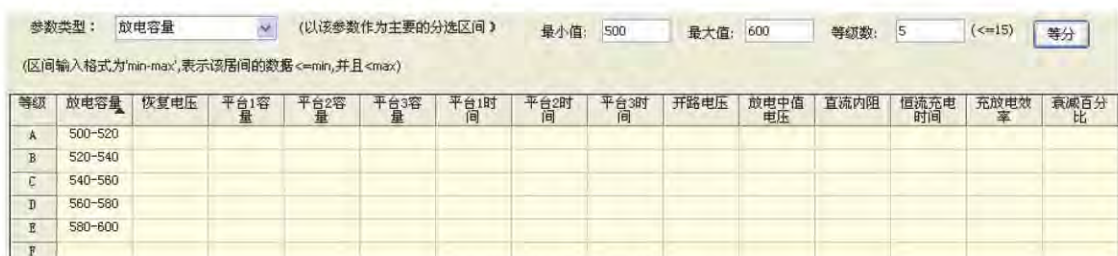 参数类型： 放电容量 (以该参数作为主要的分选区间 ) 最小值: 500 最大值: 600 等级数: 5 (<=15) 等分
(区间输入格式为'min-max',表示该居间的数据<=min,并且<max)
等级 放电容量 恢复电压 平台1容量 平台2容量 平台3容量 平台1时间 平台2时间 平台3时间 开路电压 放电中值电压 直流内阻 恒流充电时间 充放电效率 衰减百分比
A 500-520
B 520-540
C 540-560
D 560-580
E 580-600
F